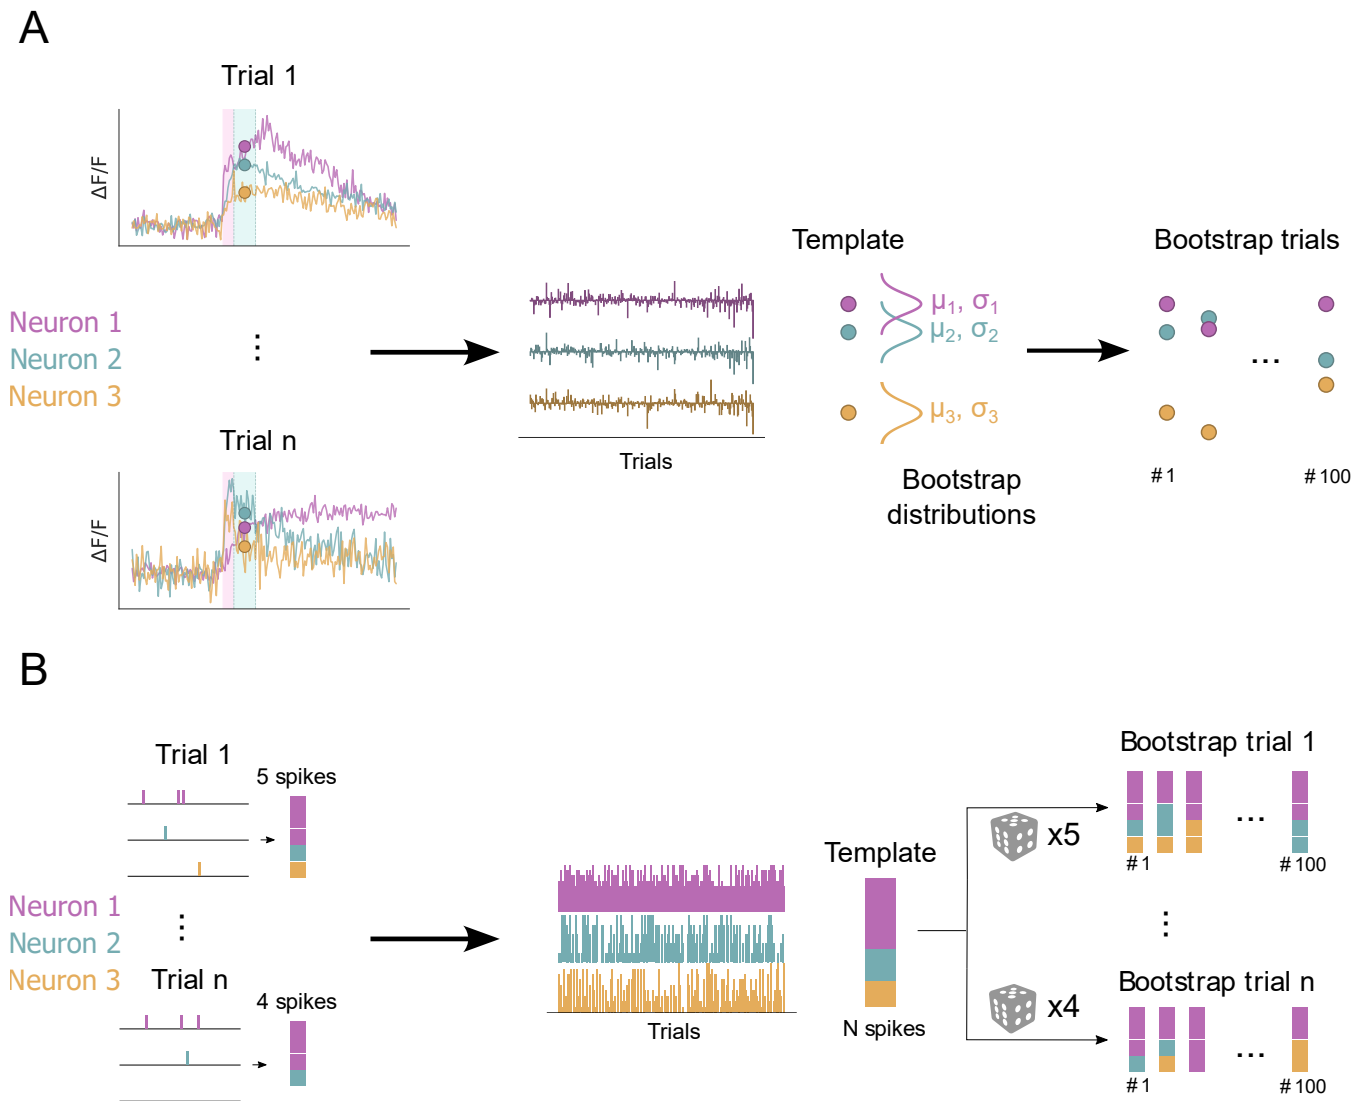 A
Trial 1
ΔF/F
Neuron 1
Neuron 2
Neuron 3
⋮
Trial n
ΔF/F
Trials
Template
μ1, σ1
μ2, σ2
μ3, σ3
Bootstrap
distributions
Bootstrap trials
...
#1
#100
B
Trial 1
5 spikes
Neuron 1
Neuron 2
Neuron 3
⋮
Trial n
4 spikes
Trials
Template
N spikes
x5
x4
Bootstrap trial 1
...
#1
#100
⋮
Bootstrap trial n
...
#1
#100